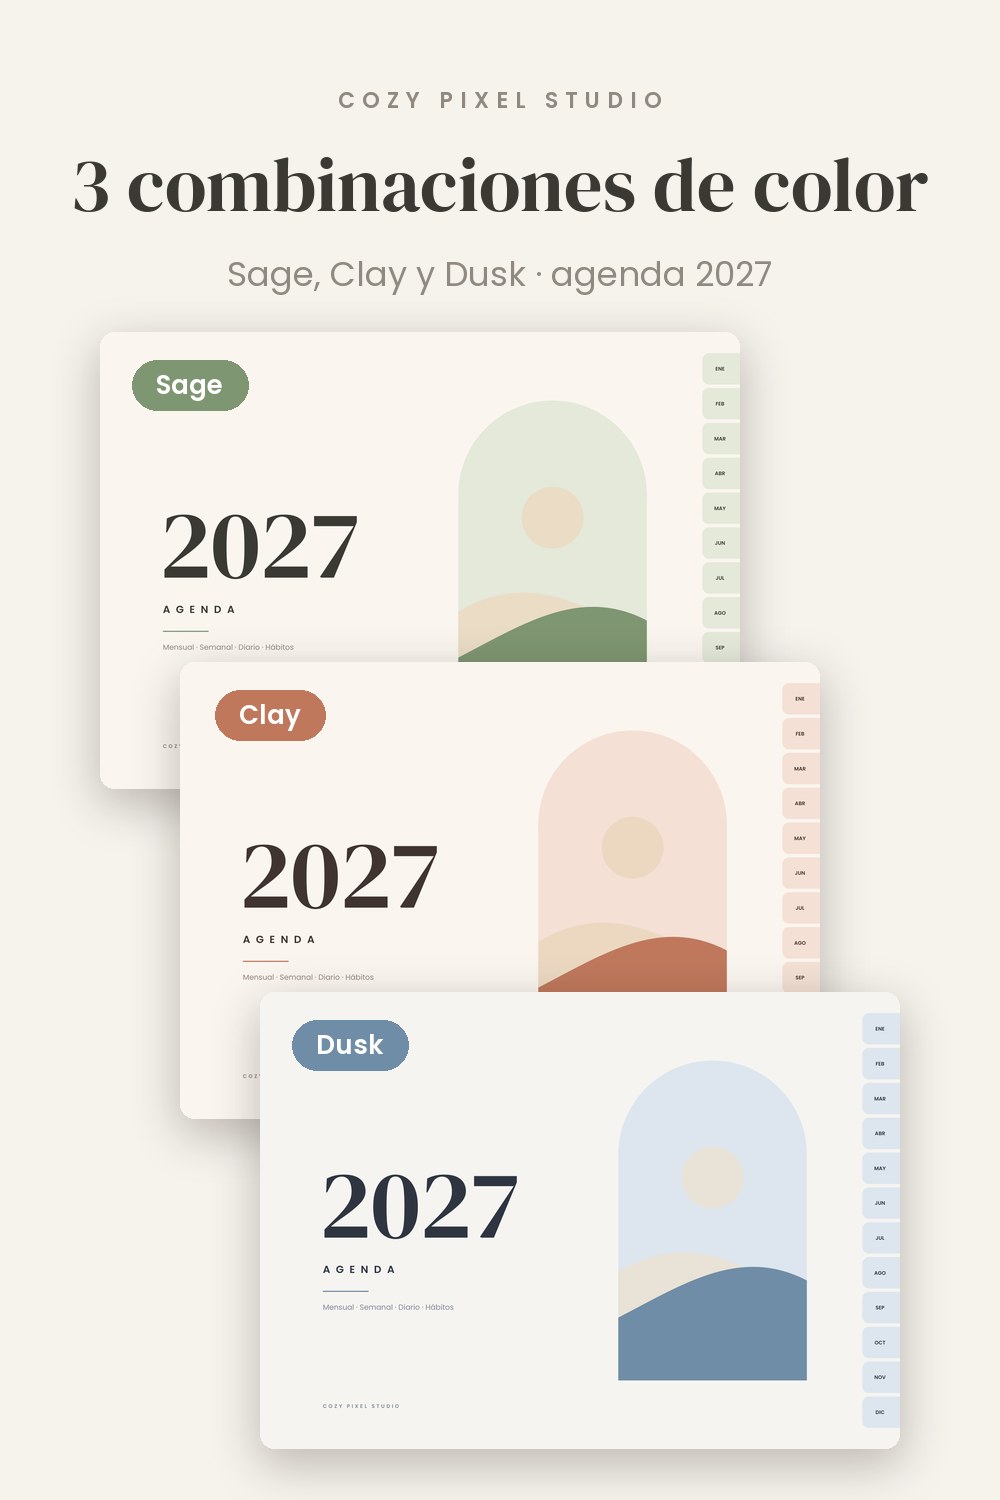 COZY PIXEL STUDIO
3 combinaciones de color
Sage, Clay y Dusk · agenda 2027
Sage
2027
AGENDA
Mensual · Semanal · Diario · Hábitos
COZ
ENE
FEB
MAR
ABR
MAY
JUN
JUL
AGO
SEP
Clay
2027
AGENDA
Mensual · Semanal · Diario · Hábitos
COZ
ENE
FEB
MAR
ABR
MAY
JUN
JUL
AGO
SEP
Dusk
2027
AGENDA
Mensual · Semanal · Diario · Hábitos
COZY PIXEL STUDIO
ENE
FEB
MAR
ABR
MAY
JUN
JUL
AGO
SEP
OCT
NOV
DIC